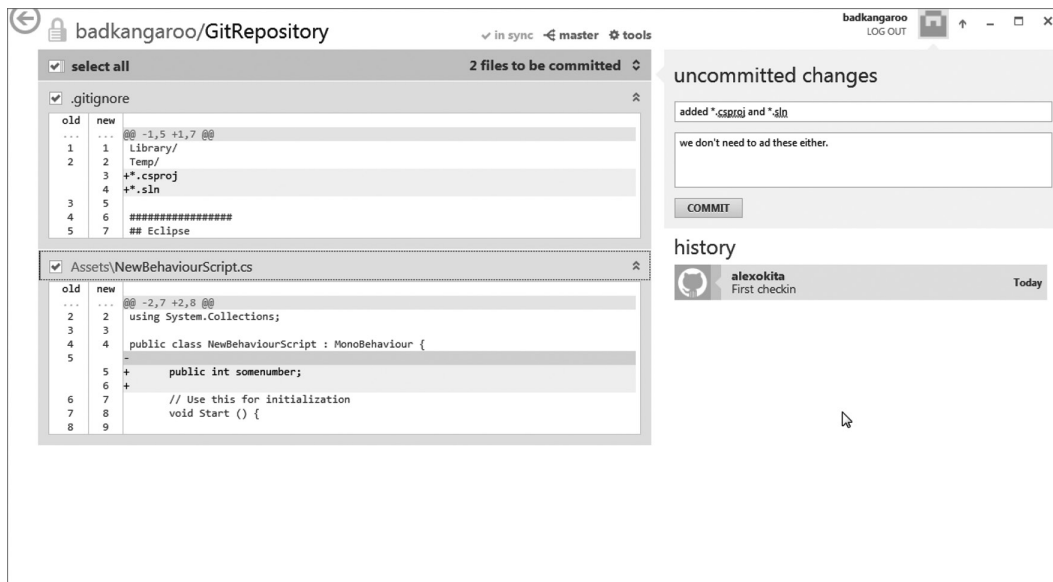 badkangaroo/GitRepository
in sync master tools
badkangaroo
LOG OUT
select all 2 files to be committed
.gitignore
old new
... ... @@ -1,5 +1,7 @@
1 1 Library/
2 2 Temp/
3 +*.csproj
4 +*.sln
3 5
4 6 #################
5 7 ## Eclipse
Assets\NewBehaviourScript.cs
old new
... ... @@ -2,7 +2,8 @@
2 2 using System.Collections;
3 3
4 4 public class NewBehaviourScript : MonoBehaviour {
5 -
5 + public int somenumber;
6 +
6 7 // Use this for initialization
7 8 void Start () {
8 9
uncommitted changes
added *.csproj and *.sln
we don't need to ad these either.
COMMIT
history
alexokita
First checkin
Today